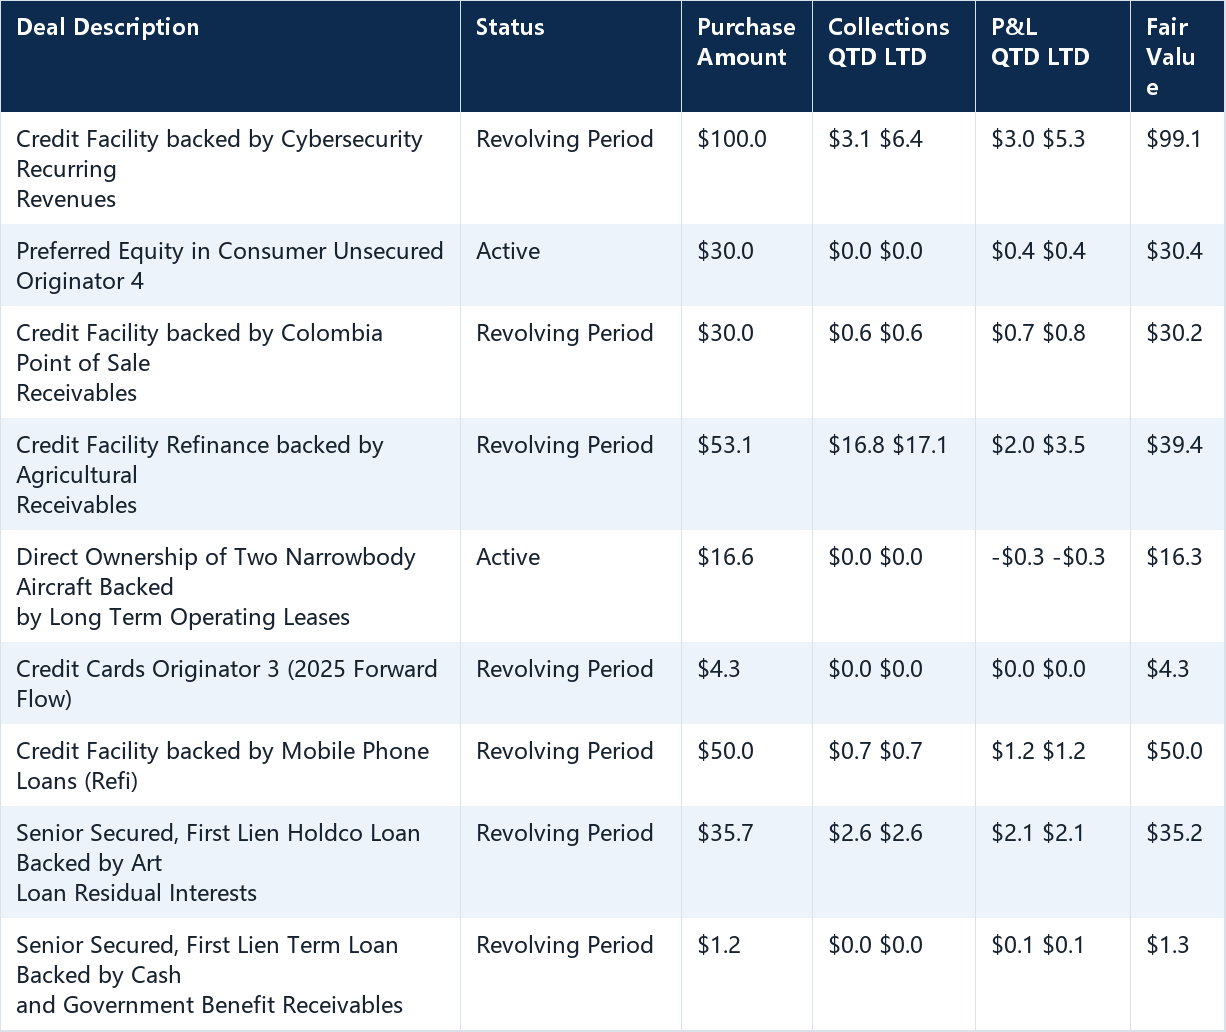 Deal Description Status Purchase Collections P&L Fair
Amount QTD LTD QTD LTD Valu
e
Credit Facility backed by Cybersecurity Revolving Period $100.0 $3.1 $6.4 $3.0 $5.3 $99.1
Recurring
Revenues
Preferred Equity in Consumer Unsecured Active $30.0 $0.0 $0.0 $0.4 $0.4 $30.4
Originator 4
Credit Facility backed by Colombia Revolving Period $30.0 $0.6 $0.6 $0.7 $0.8 $30.2
Point of Sale
Receivables
Credit Facility Refinance backed by Revolving Period $53.1 $16.8 $17.1 $2.0 $3.5 $39.4
Agricultural
Receivables
Direct Ownership of Two Narrowbody Active $16.6 $0.0 $0.0 -$0.3 -$0.3 $16.3
Aircraft Backed
by Long Term Operating Leases
Credit Cards Originator 3 (2025 Forward Revolving Period $4.3 $0.0 $0.0 $0.0 $0.0 $4.3
Flow)
Credit Facility backed by Mobile Phone Revolving Period $50.0 $0.7 $0.7 $1.2 $1.2 $50.0
Loans (Refi)
Senior Secured, First Lien Holdco Loan Revolving Period $35.7 $2.6 $2.6 $2.1 $2.1 $35.2
Backed by Art
Loan Residual Interests
Senior Secured, First Lien Term Loan Revolving Period $1.2 $0.0 $0.0 $0.1 $0.1 $1.3
Backed by Cash
and Government Benefit Receivables